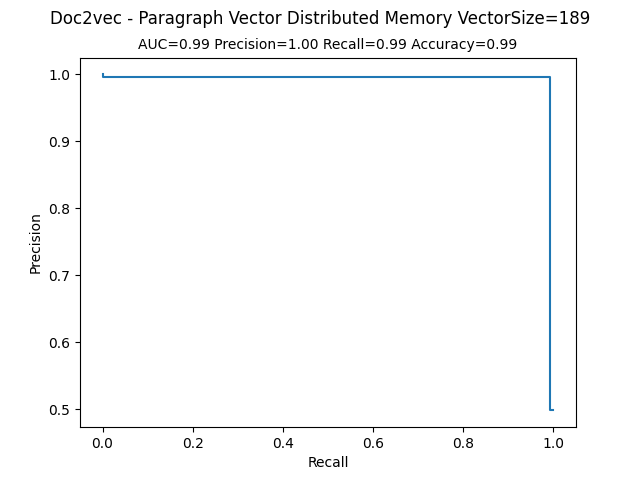 Doc2vec - Paragraph Vector Distributed Memory VectorSize=189
AUC=0.99 Precision=1.00 Recall=0.99 Accuracy=0.99
1.0
0.9
0.8
0.7
0.6
0.5
Precision
0.0 0.2 0.4 0.6 0.8 1.0
Recall